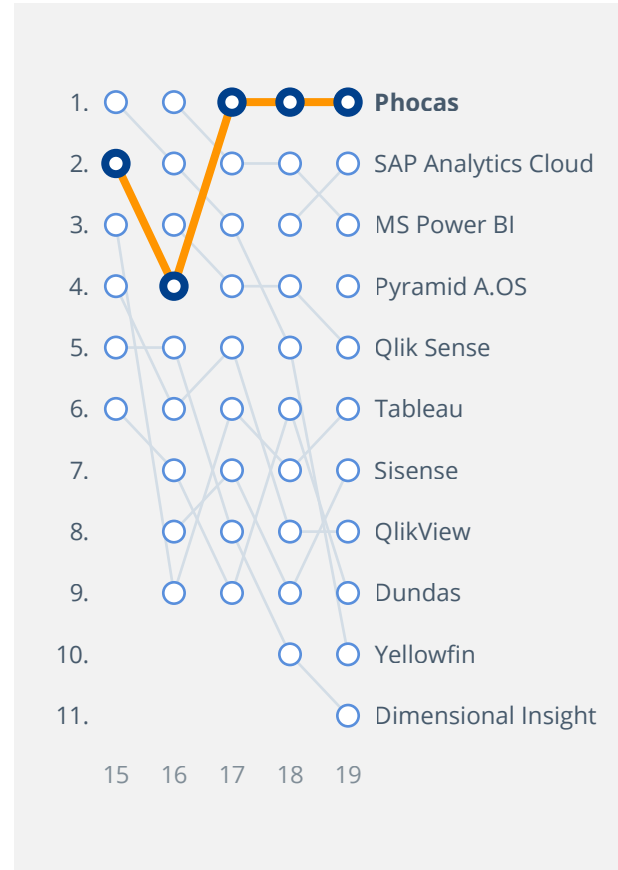 1. Phocas
2. SAP Analytics Cloud
3. MS Power BI
4. Pyramid A.OS
5. Qlik Sense
6. Tableau
7. Sisense
8. QlikView
9. Dundas
10. Yellowfin
11. Dimensional Insight
15 16 17 18 19